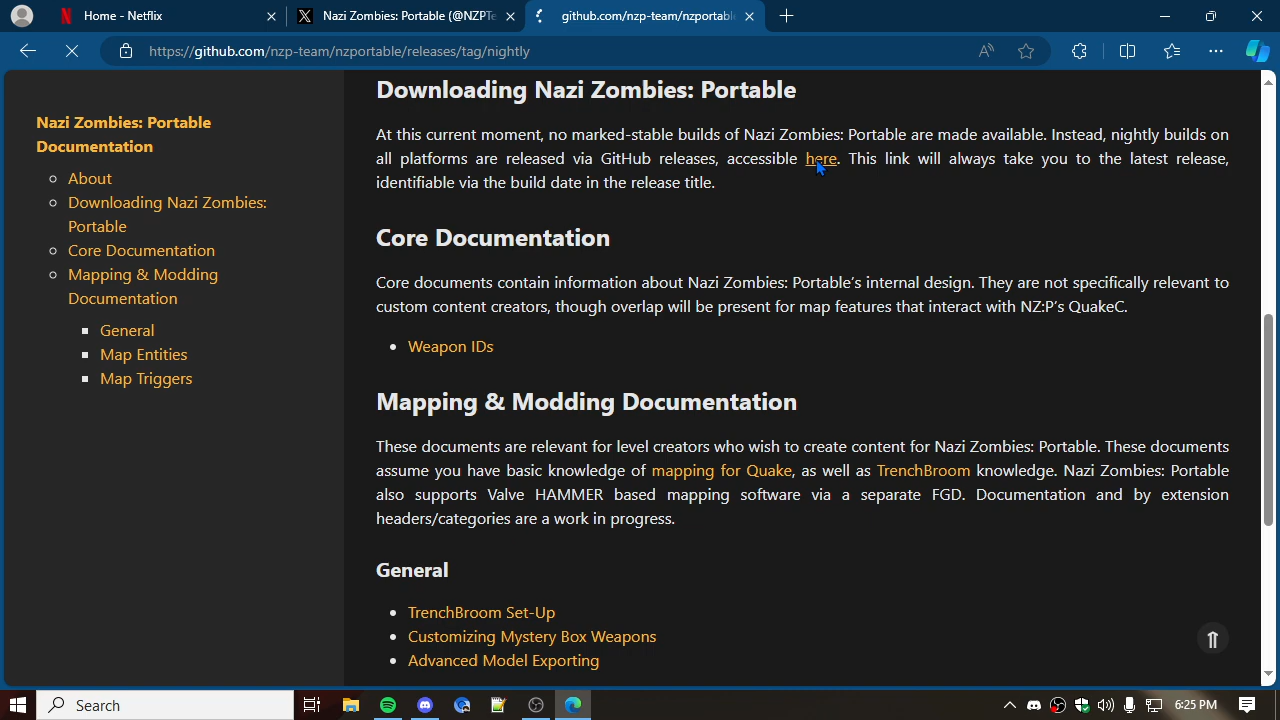 Home - Netflix
Nazi Zombies: Portable (@NZPTe
github.com/nzp-team/nzportabl
https://github.com/nzp-team/nzportable/releases/tag/nightly
Nazi Zombies: Portable
Documentation
About
Downloading Nazi Zombies:
Portable
Core Documentation
Mapping & Modding
Documentation
General
Map Entities
Map Triggers
Downloading Nazi Zombies: Portable
At this current moment, no marked-stable builds of Nazi Zombies: Portable are made available. Instead, nightly builds on
all platforms are released via GitHub releases, accessible here. This link will always take you to the latest release,
identifiable via the build date in the release title.
Core Documentation
Core documents contain information about Nazi Zombies: Portable's internal design. They are not specifically relevant to
custom content creators, though overlap will be present for map features that interact with NZ:P's QuakeC.
Weapon IDs
Mapping & Modding Documentation
These documents are relevant for level creators who wish to create content for Nazi Zombies: Portable. These documents
assume you have basic knowledge of mapping for Quake, as well as TrenchBroom knowledge. Nazi Zombies: Portable
also supports Valve HAMMER based mapping software via a separate FGD. Documentation and by extension
headers/categories are a work in progress.
General
TrenchBroom Set-Up
Customizing Mystery Box Weapons
Advanced Model Exporting
Search
6:25 PM